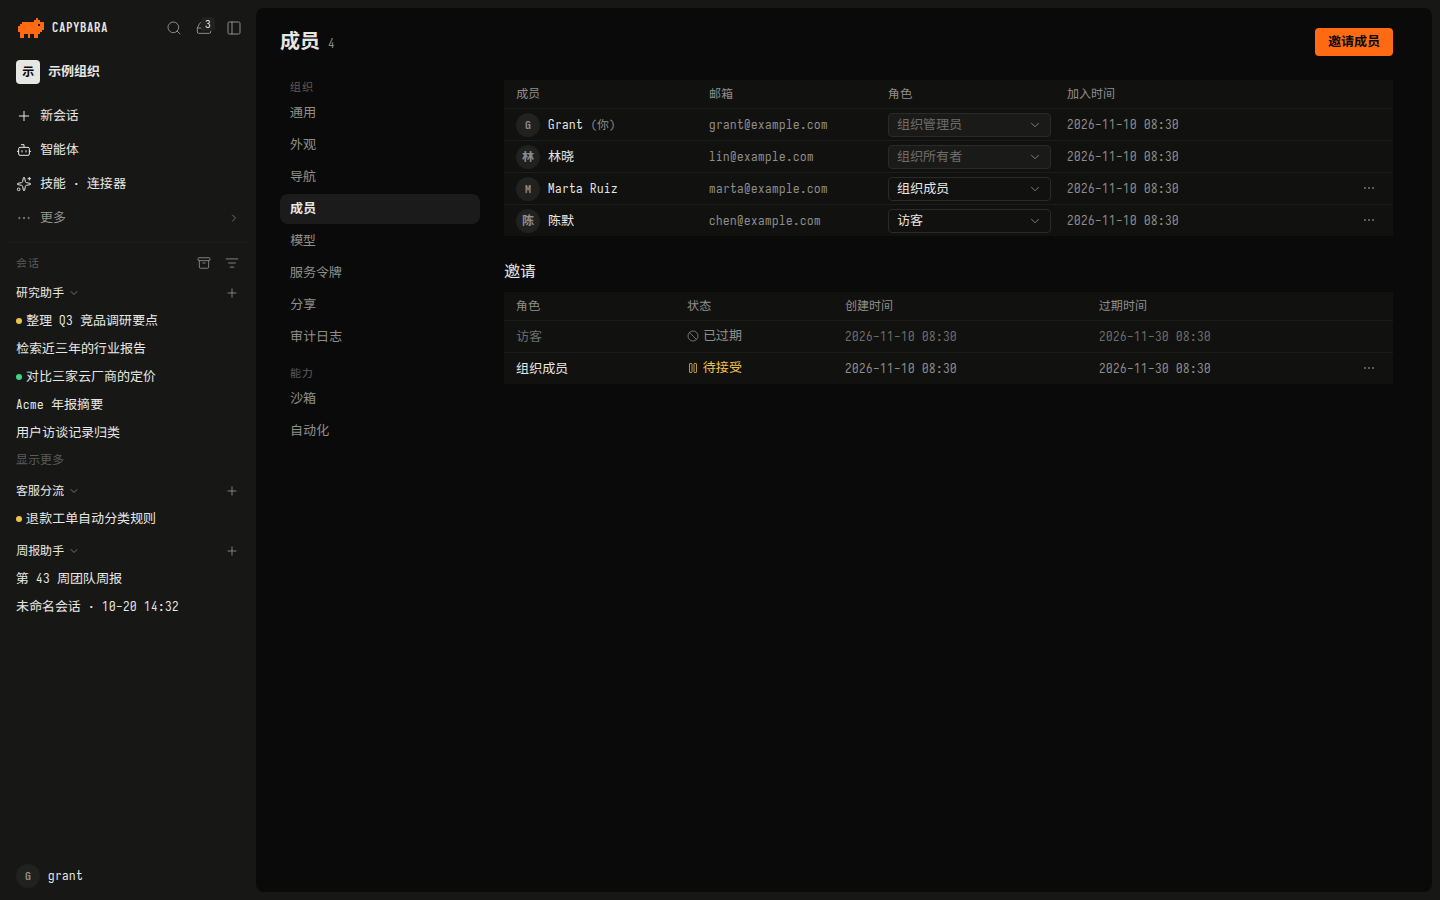 CAPYBARA
3
示 示例组织
新会话
智能体
技能 · 连接器
更多
会话
研究助手
整理 Q3 竞品调研要点
检索近三年的行业报告
对比三家云厂商的定价
Acme 年报摘要
用户访谈记录归类
显示更多
客服分流
退款工单自动分类规则
周报助手
第 43 周团队周报
未命名会话 · 10-20 14:32
G grant
成员 4
邀请成员
组织
通用
外观
导航
成员
模型
服务令牌
分享
审计日志
能力
沙箱
自动化
成员 邮箱 角色 加入时间
G Grant (你) grant@example.com 组织管理员 2026-11-10 08:30
林 林晓 lin@example.com 组织所有者 2026-11-10 08:30
M Marta Ruiz marta@example.com 组织成员 2026-11-10 08:30
陈 陈默 chen@example.com 访客 2026-11-10 08:30
邀请
角色 状态 创建时间 过期时间
访客 已过期 2026-11-10 08:30 2026-11-30 08:30
组织成员 待接受 2026-11-10 08:30 2026-11-30 08:30